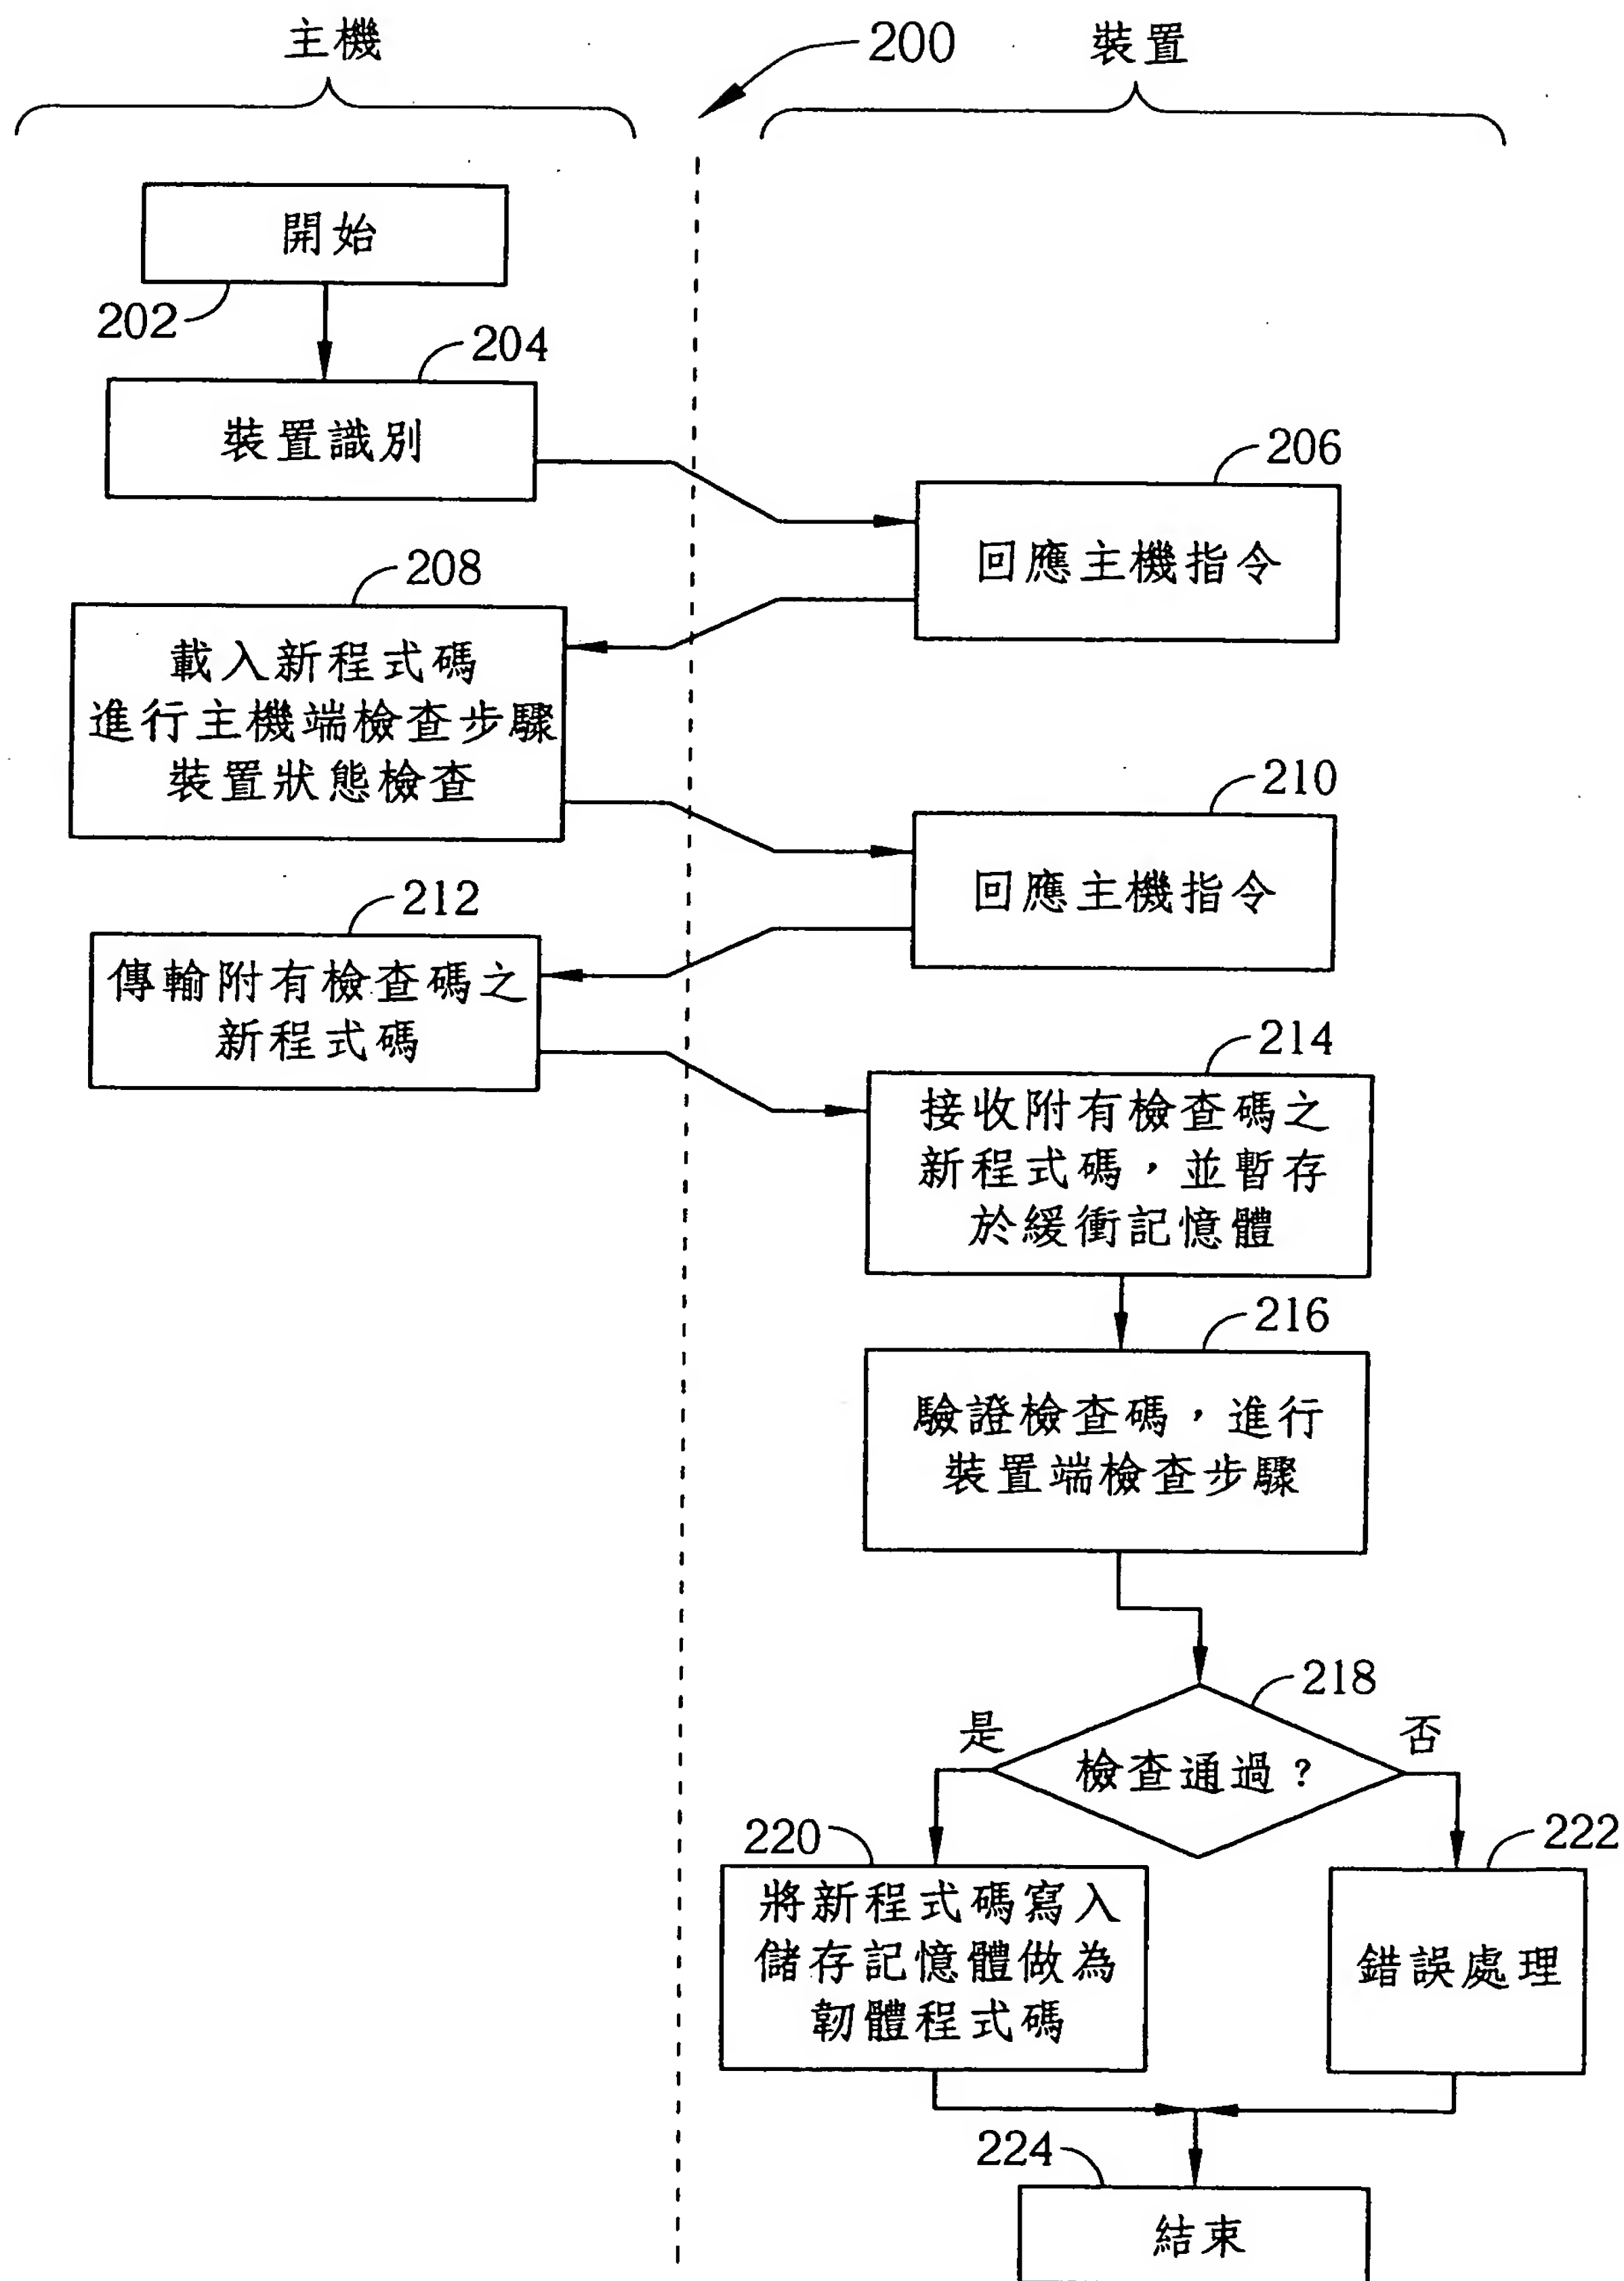 主機
200
裝置
開始
202
204
裝置識別
206
回應主機指令
208
載入新程式碼
進行主機端檢查步驟
裝置狀態檢查
210
回應主機指令
212
傳輸附有檢查碼之
新程式碼
214
接收附有檢查碼之
新程式碼，並暫存
於緩衝記憶體
216
驗證檢查碼，進行
裝置端檢查步驟
218
是
否
檢查通過?
220
222
將新程式碼寫入
儲存記憶體做為
韌體程式碼
錯誤處理
224
結束